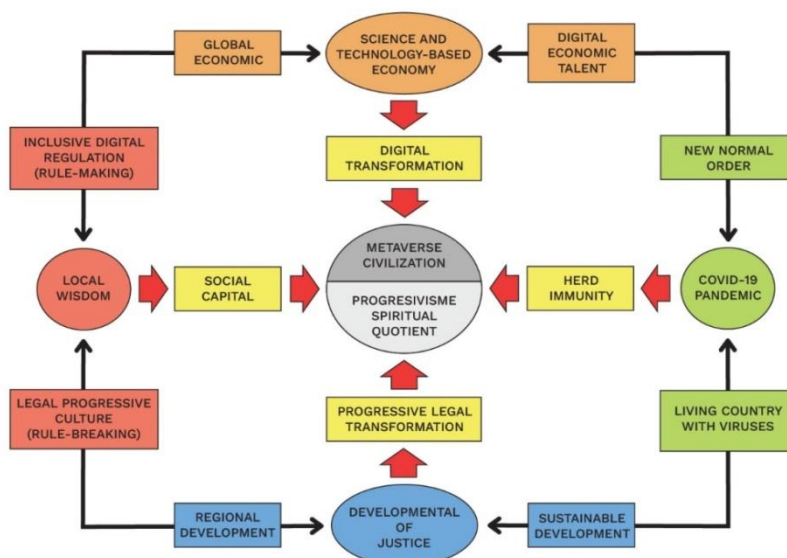 GLOBAL
ECONOMIC
SCIENCE AND
TECHNOLOGY-BASED
ECONOMY
DIGITAL
ECONOMIC
TALENT
INCLUSIVE DIGITAL
REGULATION
(RULE-MAKING)
DIGITAL
TRANSFORMATION
NEW NORMAL
ORDER
LOCAL
WISDOM
SOCIAL
CAPITAL
METAVERSE
CIVILIZATION
PROGRESIVISME
SPIRITUAL
QUOTIENT
HERD
IMMUNITY
COVID-19
PANDEMIC
LEGAL PROGRESSIVE
CULTURE
(RULE-BREAKING)
PROGRESSIVE LEGAL
TRANSFORMATION
LIVING COUNTRY
WITH VIRUSES
REGIONAL
DEVELOPMENT
DEVELOPMENTAL
OF
JUSTICE
SUSTAINABLE
DEVELOPMENT